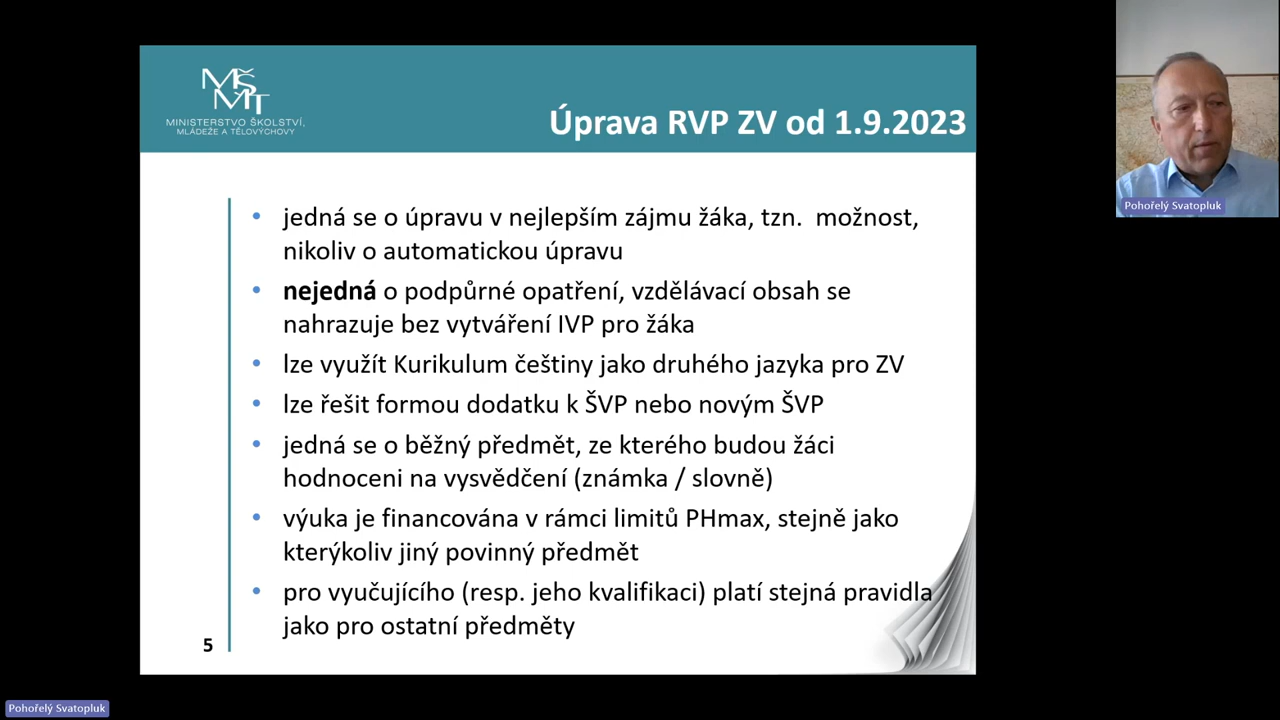 MŠMT
MINISTERSTVO ŠKOLSTVÍ,
MLÁDEŽE A TĚLOVÝCHOVY
Úprava RVP ZV od 1.9.2023
• jedná se o úpravu v nejlepším zájmu žáka, tzn. možnost,
nikoliv o automatickou úpravu
• nejedná o podpůrné opatření, vzdělávací obsah se
nahrazuje bez vytváření IVP pro žáka
• lze využít Kurikulum češtiny jako druhého jazyka pro ZV
• lze řešit formou dodatku k ŠVP nebo novým ŠVP
• jedná se o běžný předmět, ze kterého budou žáci
hodnoceni na vysvědčení (známka / slovně)
• výuka je financována v rámci limitů PHmax, stejně jako
kterýkoliv jiný povinný předmět
• pro vyučujícího (resp. jeho kvalifikaci) platí stejná pravidla
jako pro ostatní předměty
5
Pohořelý Svatopluk
Pohořelý Svatopluk